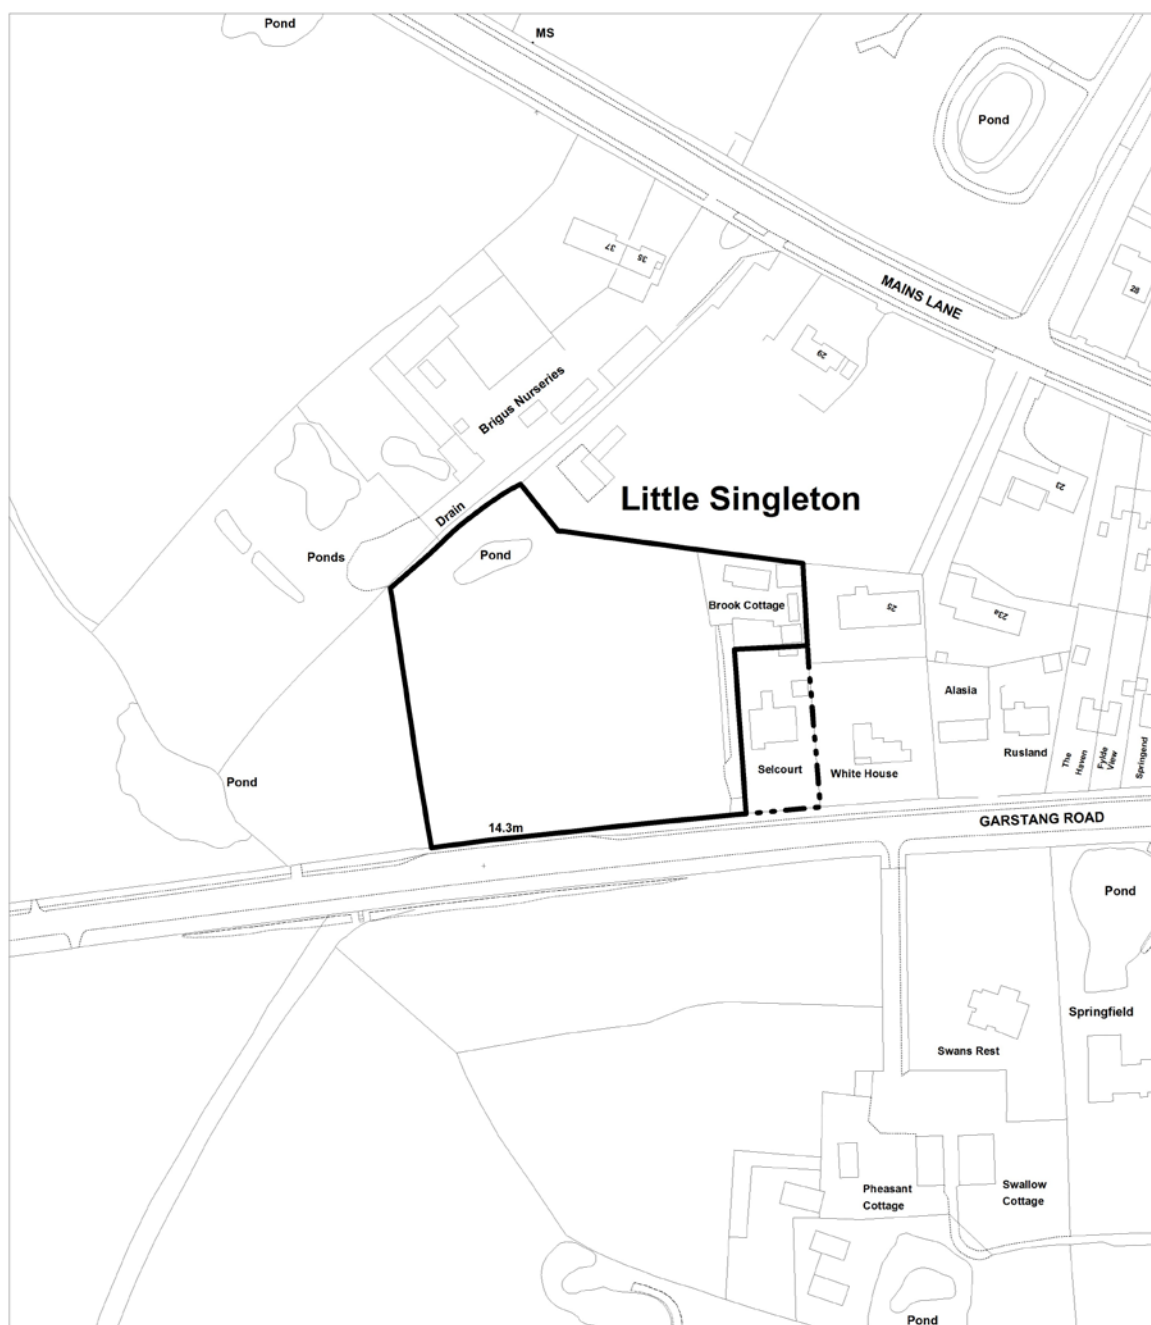 Pond
MS
Pond
37
35
MAINS LANE
28
29
Brigus Nurseries
Little Singleton
23
Drain
Ponds
Pond
Brook Cottage
25
23a
Alasia
Rusland
The
Haven
Fylde
View
Springend
Selcourt
White House
Pond
14.3m
GARSTANG ROAD
Pond
Springfield
Swans Rest
Pheasant
Cottage
Swallow
Cottage
Pond